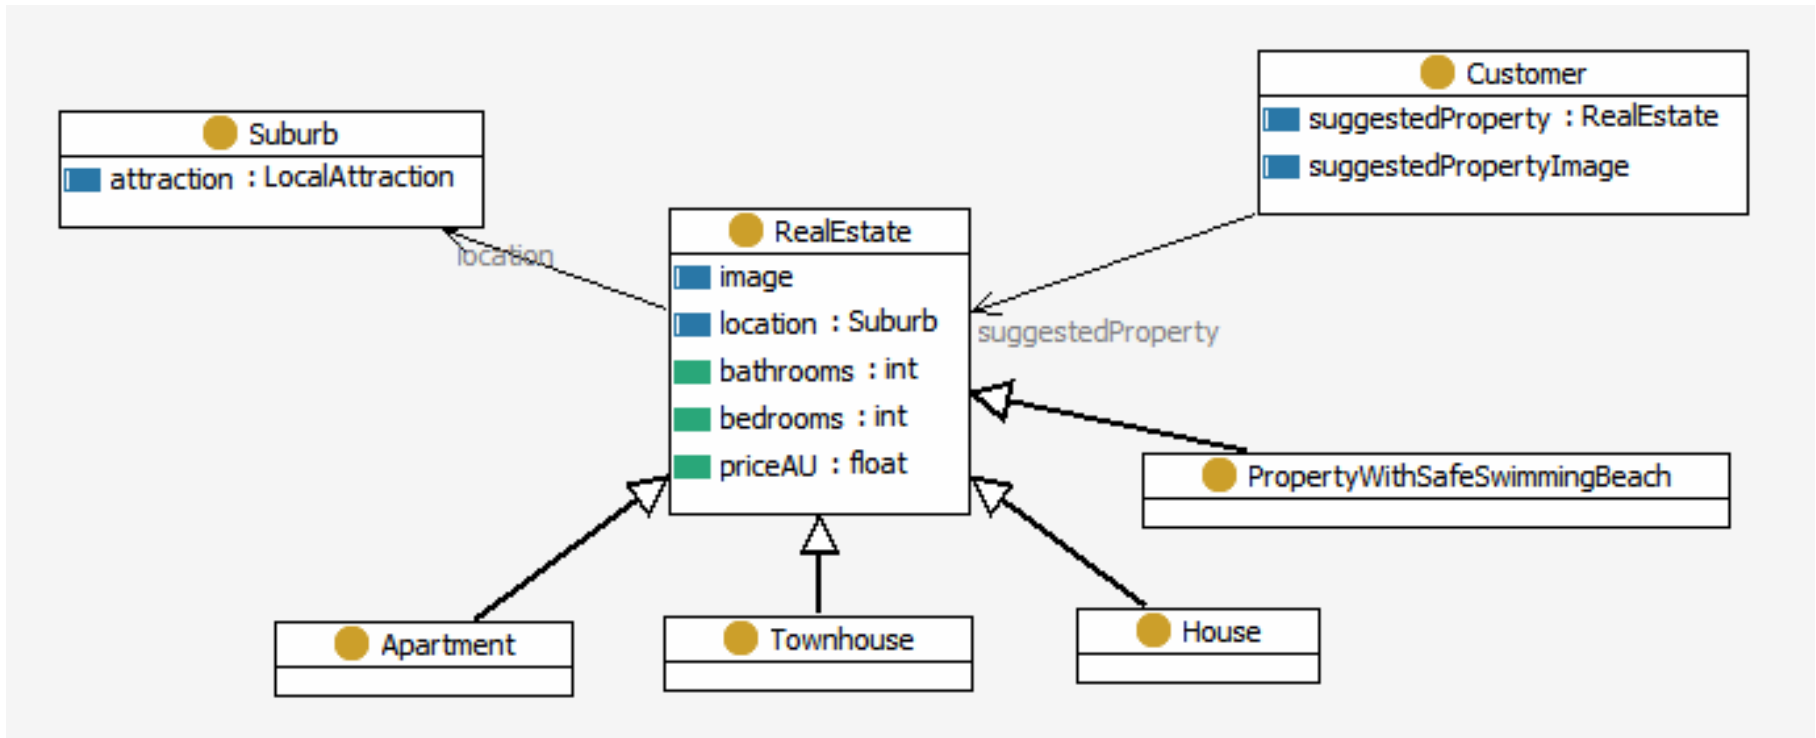 Suburb
attraction : LocalAttraction
Customer
suggestedProperty : RealEstate
suggestedPropertyImage
location
RealEstate
image
location : Suburb
bathrooms : int
bedrooms : int
priceAU : float
suggestedProperty
PropertyWithSafeSwimmingBeach
Apartment
Townhouse
House